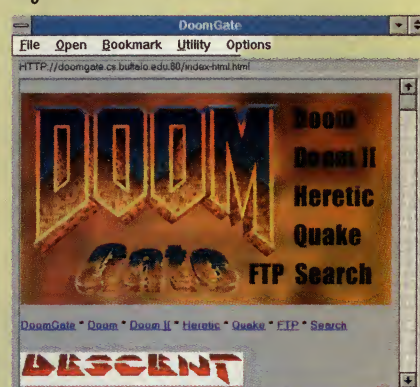 DoomGate
File Open Bookmark Utility Options
HTTP://doomgate.cs.buffalo.edu.80/index-html.html
DOOM
Gate
Doom
Doom II
Heretic
Quake
FTP Search
DoomGate * Doom * Doom II * Heretic * Quake * FTP * Search
DESCENT